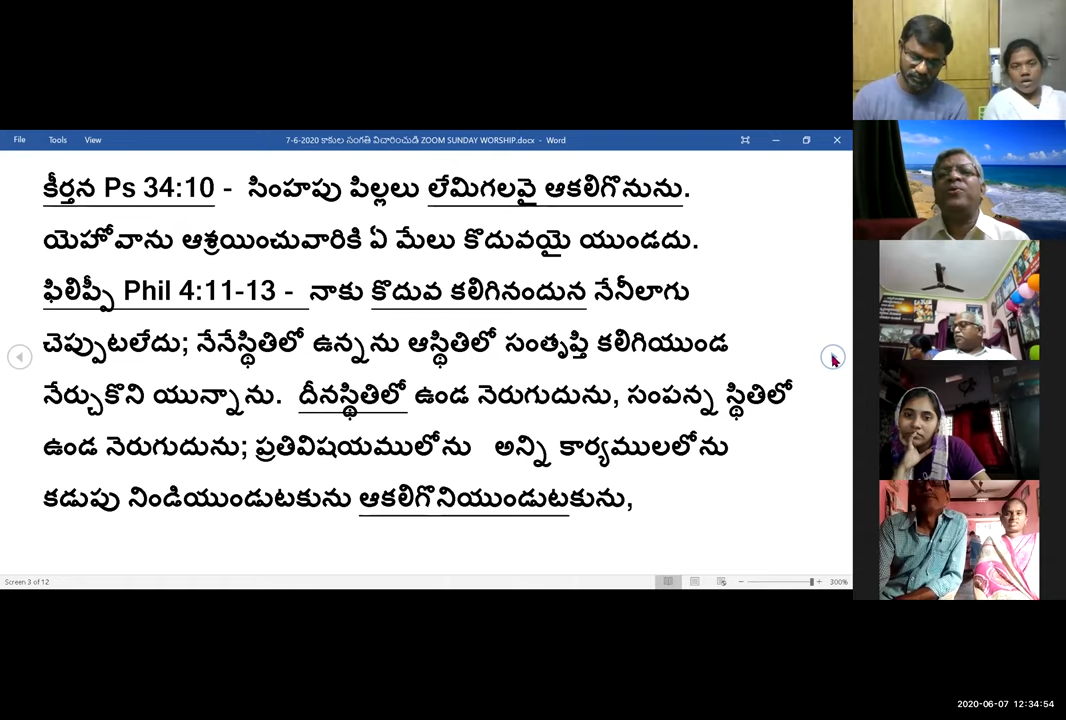 File Tools View 7-6-2020 కాకుల సంగతి విచారించుడి ZOOM SUNDAY WORSHIP.docx - Word
కీర్తన Ps 34:10 - సింహపు పిల్లలు లేమిగలవై ఆకలిగొనును.
యెహోవాను ఆశ్రయించువారికి ఏ మేలు కొదువయై యుండదు.
ఫిలిప్పీ Phil 4:11-13 - నాకు కొదువ కలిగినందున నేనీలాగు
చెప్పుటలేదు; నేనేస్థితిలో ఉన్నను ఆస్థితిలో సంతృప్తి కలిగియుండ
నేర్చుకొని యున్నాను. దీనస్థితిలో ఉండ నెరుగుదును, సంపన్న స్థితిలో
ఉండ నెరుగుదును; ప్రతివిషయములోను అన్ని కార్యములలోను
కడుపు నిండియుండుటకును ఆకలిగొనియుండుటకును,
Screen 3 of 12 300%
2020-06-07 12:34:54